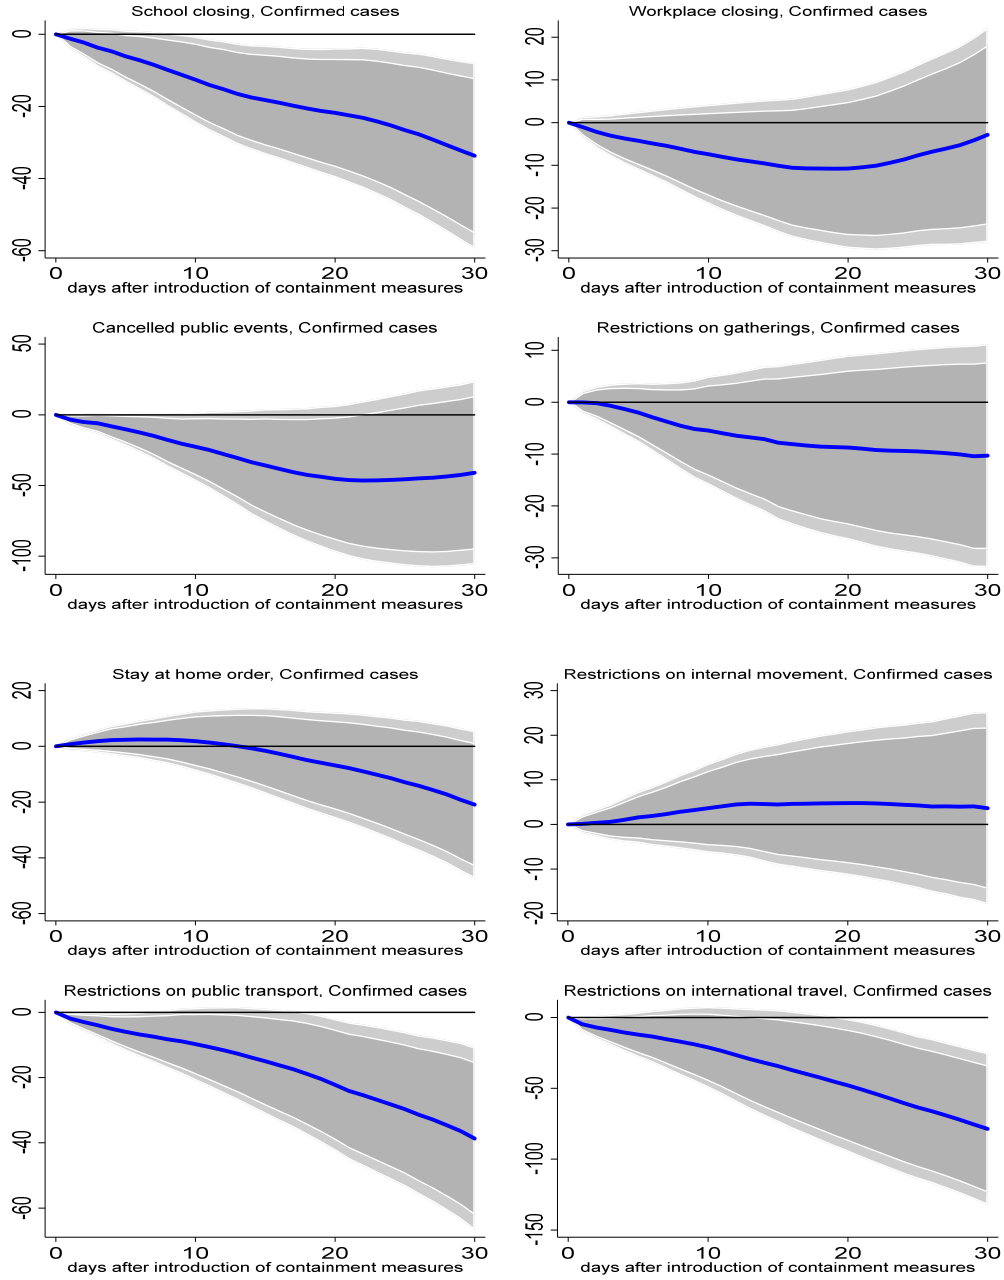 School closing, Confirmed cases
0
-20
-40
-60
0 10 20 30
days after introduction of containment measures
Workplace closing, Confirmed cases
20
10
0
-10
-20
-30
0 10 20 30
days after introduction of containment measures
Cancelled public events, Confirmed cases
50
0
-50
-100
0 10 20 30
days after introduction of containment measures
Restrictions on gatherings, Confirmed cases
10
0
-10
-20
-30
0 10 20 30
days after introduction of containment measures
Stay at home order, Confirmed cases
20
0
-20
-40
-60
0 10 20 30
days after introduction of containment measures
Restrictions on internal movement, Confirmed cases
30
20
10
0
-10
-20
0 10 20 30
days after introduction of containment measures
Restrictions on public transport, Confirmed cases
0
-20
-40
-60
0 10 20 30
days after introduction of containment measures
Restrictions on international travel, Confirmed cases
0
-50
-100
-150
0 10 20 30
days after introduction of containment measures